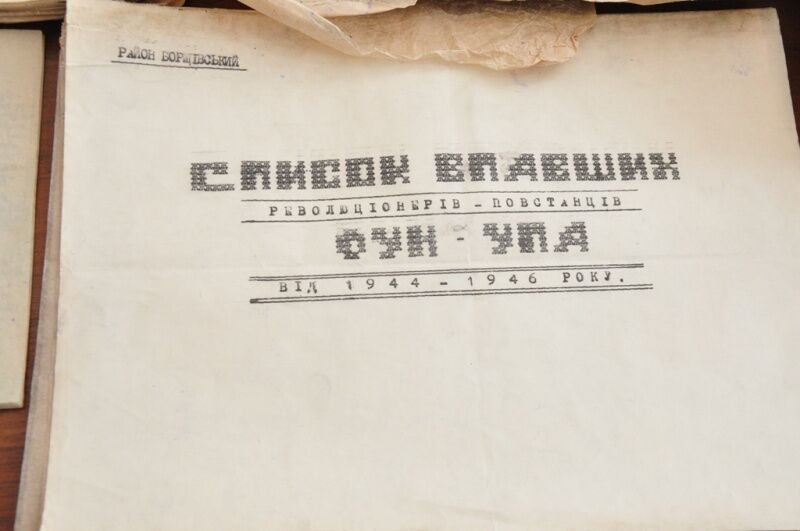 РАЙОН БОРЩІВСЬКИЙ
СПИСОК ВПАВШИХ
РЕВОЛЮЦІОНЕРІВ - ПОВСТАНЦІВ
ОУН - УПА
ВІД 1944 - 1946 РОКУ.